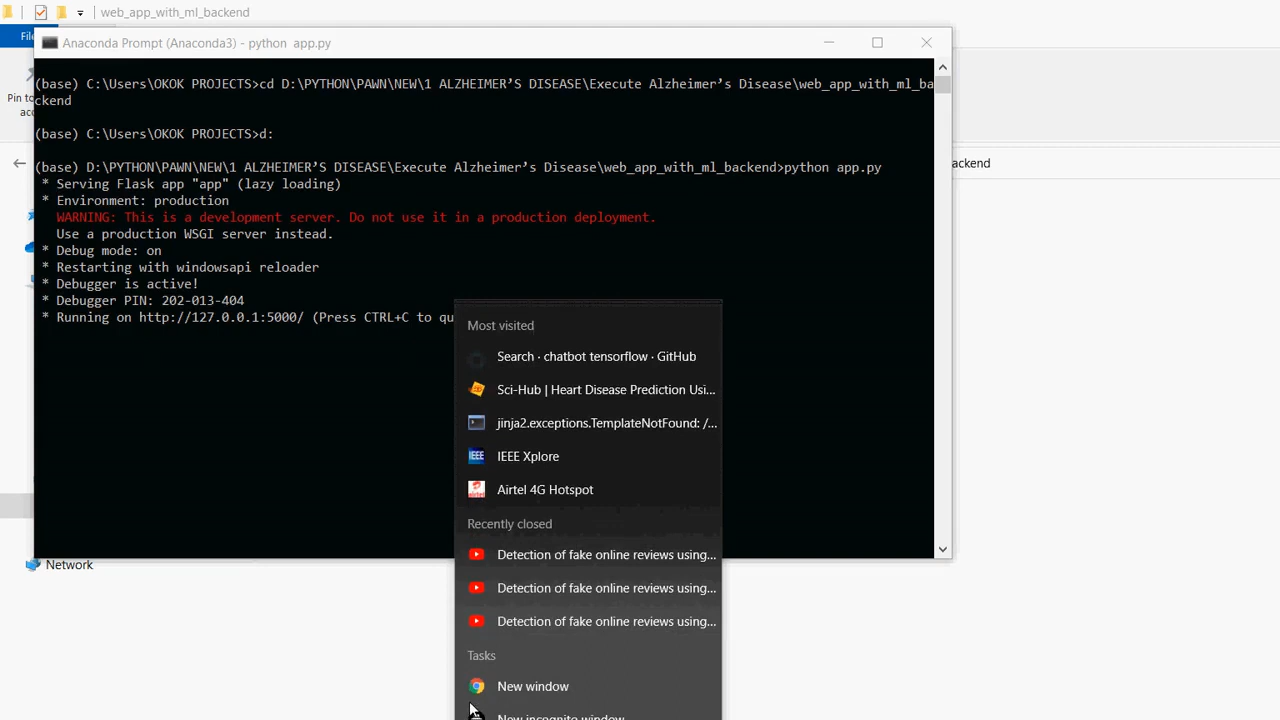 web_app_with_ml_backend
File
Anaconda Prompt (Anaconda3) - python  app.py
Pin to
acc
(base) C:\Users\OKOK PROJECTS>cd D:\PYTHON\PAWN\NEW\1 ALZHEIMER’S DISEASE\Execute Alzheimer’s Disease\web_app_with_ml_ba
ckend
(base) C:\Users\OKOK PROJECTS>d:
(base) D:\PYTHON\PAWN\NEW\1 ALZHEIMER’S DISEASE\Execute Alzheimer’s Disease\web_app_with_ml_backend>python app.py
ackend
* Serving Flask app "app" (lazy loading)
* Environment: production
WARNING: This is a development server. Do not use it in a production deployment.
Use a production WSGI server instead.
* Debug mode: on
* Restarting with windowsapi reloader
* Debugger is active!
* Debugger PIN: 202-013-404
* Running on http://127.0.0.1:5000/ (Press CTRL+C to qu
Most visited
Search · chatbot tensorflow · GitHub
Sci-Hub | Heart Disease Prediction Usi...
jinja2.exceptions.TemplateNotFound: /...
IEEE Xplore
Airtel 4G Hotspot
Recently closed
Detection of fake online reviews using...
Detection of fake online reviews using...
Detection of fake online reviews using...
Tasks
New window
New incognito window
Network